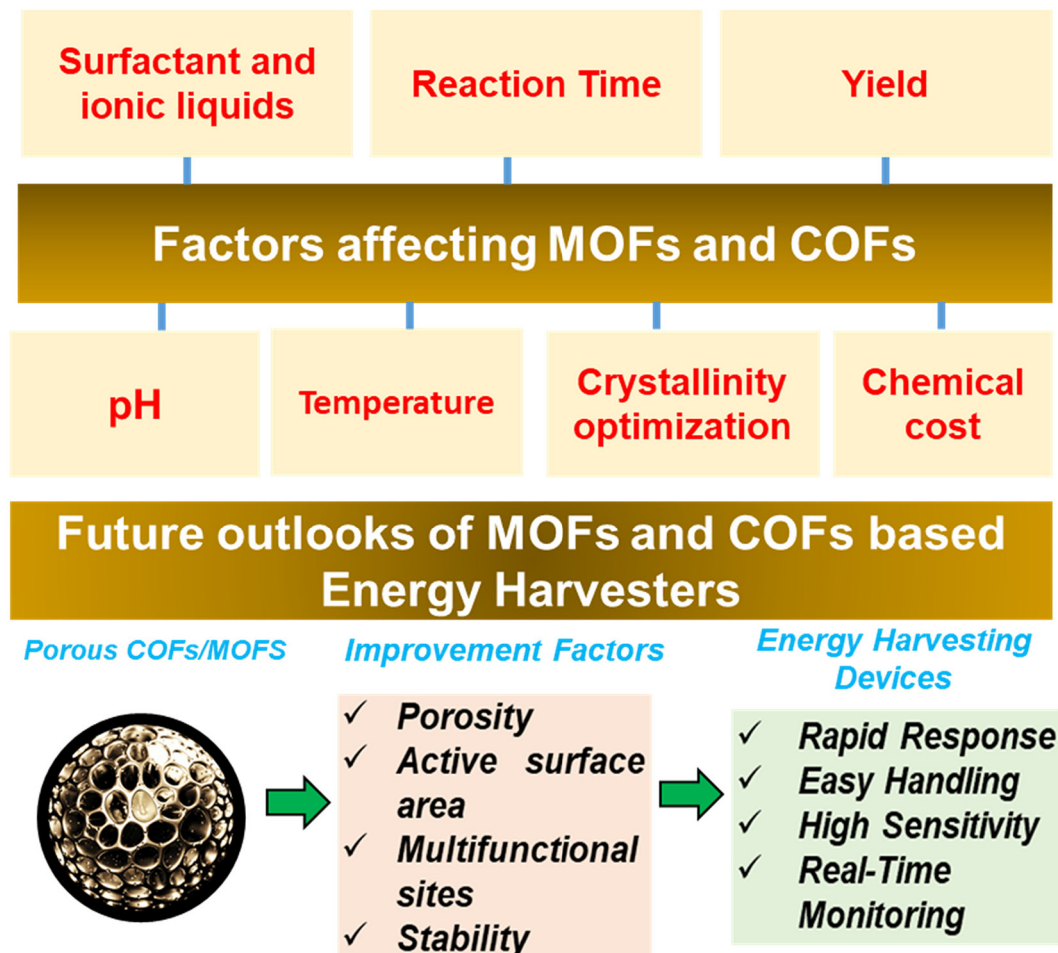 Surfactant and
ionic liquids
Reaction Time
Yield
Factors affecting MOFs and COFs
pH
Temperature
Crystallinity
optimization
Chemical
cost
Future outlooks of MOFs and COFs based
Energy Harvesters
Porous COFs/MOFS
Improvement Factors
Energy Harvesting
Devices
✓ Porosity
✓ Active surface
area
✓ Multifunctional
sites
✓ Stability
✓ Rapid Response
✓ Easy Handling
✓ High Sensitivity
✓ Real-Time
Monitoring